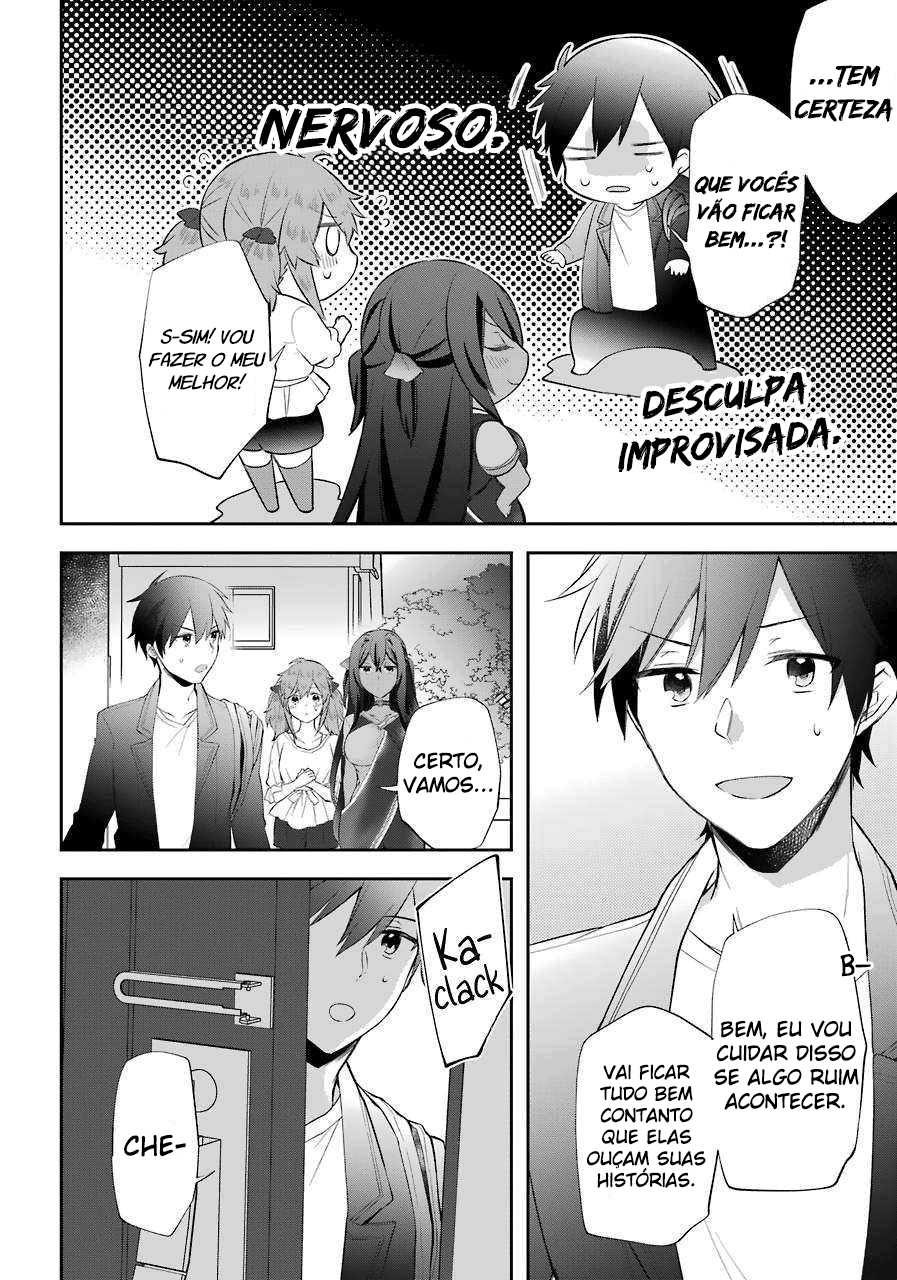 ...TEM
CERTEZA
QUE VOCÉS
VÃO FICAR
BEM...?!
NERVOSO.
S-SIM! VOU
FAZER O MEU
MELHOR!
DESCULPA
IMPROVISADA.
B-
BEM, EU VOU
CUIDAR DISSO
SE ALGO RUIM
ACONTECER.
VAI FICAR
TUDO BEM
CONTANTO
QUE ELAS
OUÇAM SUAS
HISTÓRIAS.
CERTO,
VAMOS...
Ka-
clack
CHE-